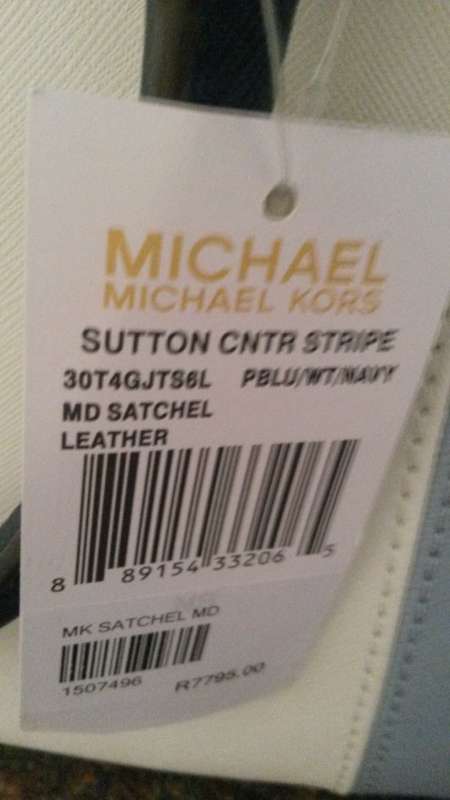 MICHAEL
MICHAEL KORS
SUTTON CNTR STRIPE
30T4GJTS6L PBLU/WT/NAVY
MD SATCHEL
LEATHER
8 89154 33206 5
MK SATCHEL MD
1507496 R7795.00